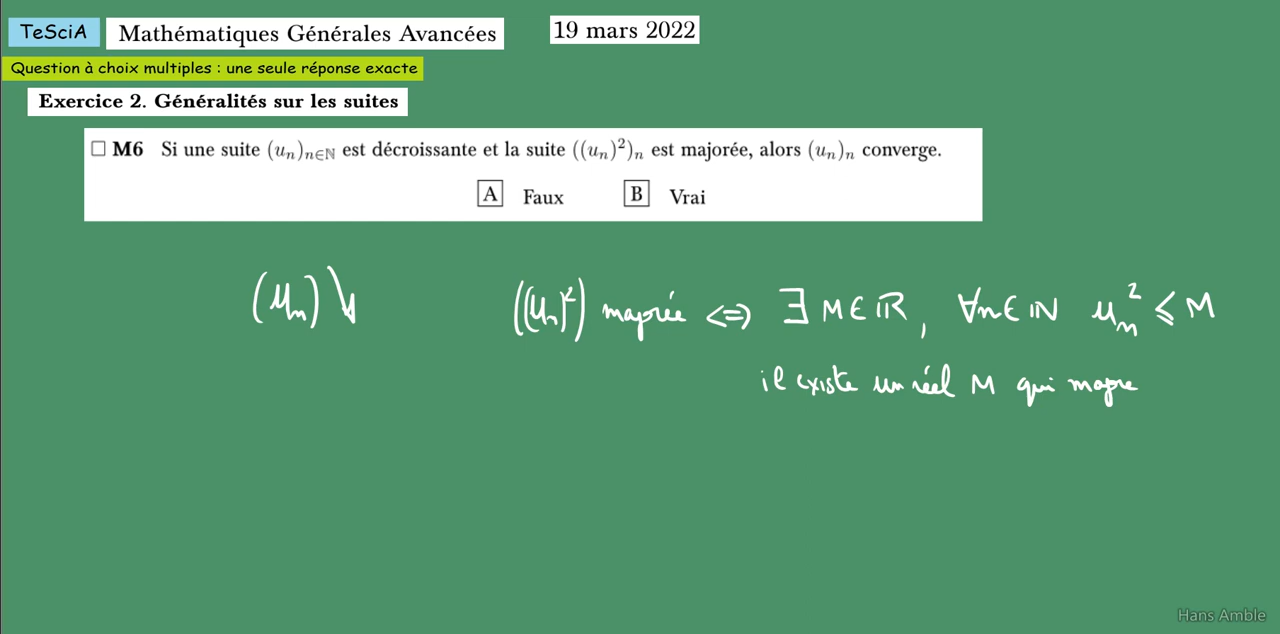 TeSciA Mathématiques Générales Avancées 19 mars 2022
Question à choix multiples : une seule réponse exacte
Exercice 2. Généralités sur les suites
☐ M6 Si une suite (uₙ)ₙ∈ℕ est décroissante et la suite ((uₙ)²)ₙ est majorée, alors (uₙ)ₙ converge.
A Faux B Vrai
(uₙ) ↘ ((uₙ)²) majorée ⇔ ∃ M ∈ ℝ, ∀n ∈ ℕ uₙ² ⩽ M
il existe un réel M qui majore
Hans Amble